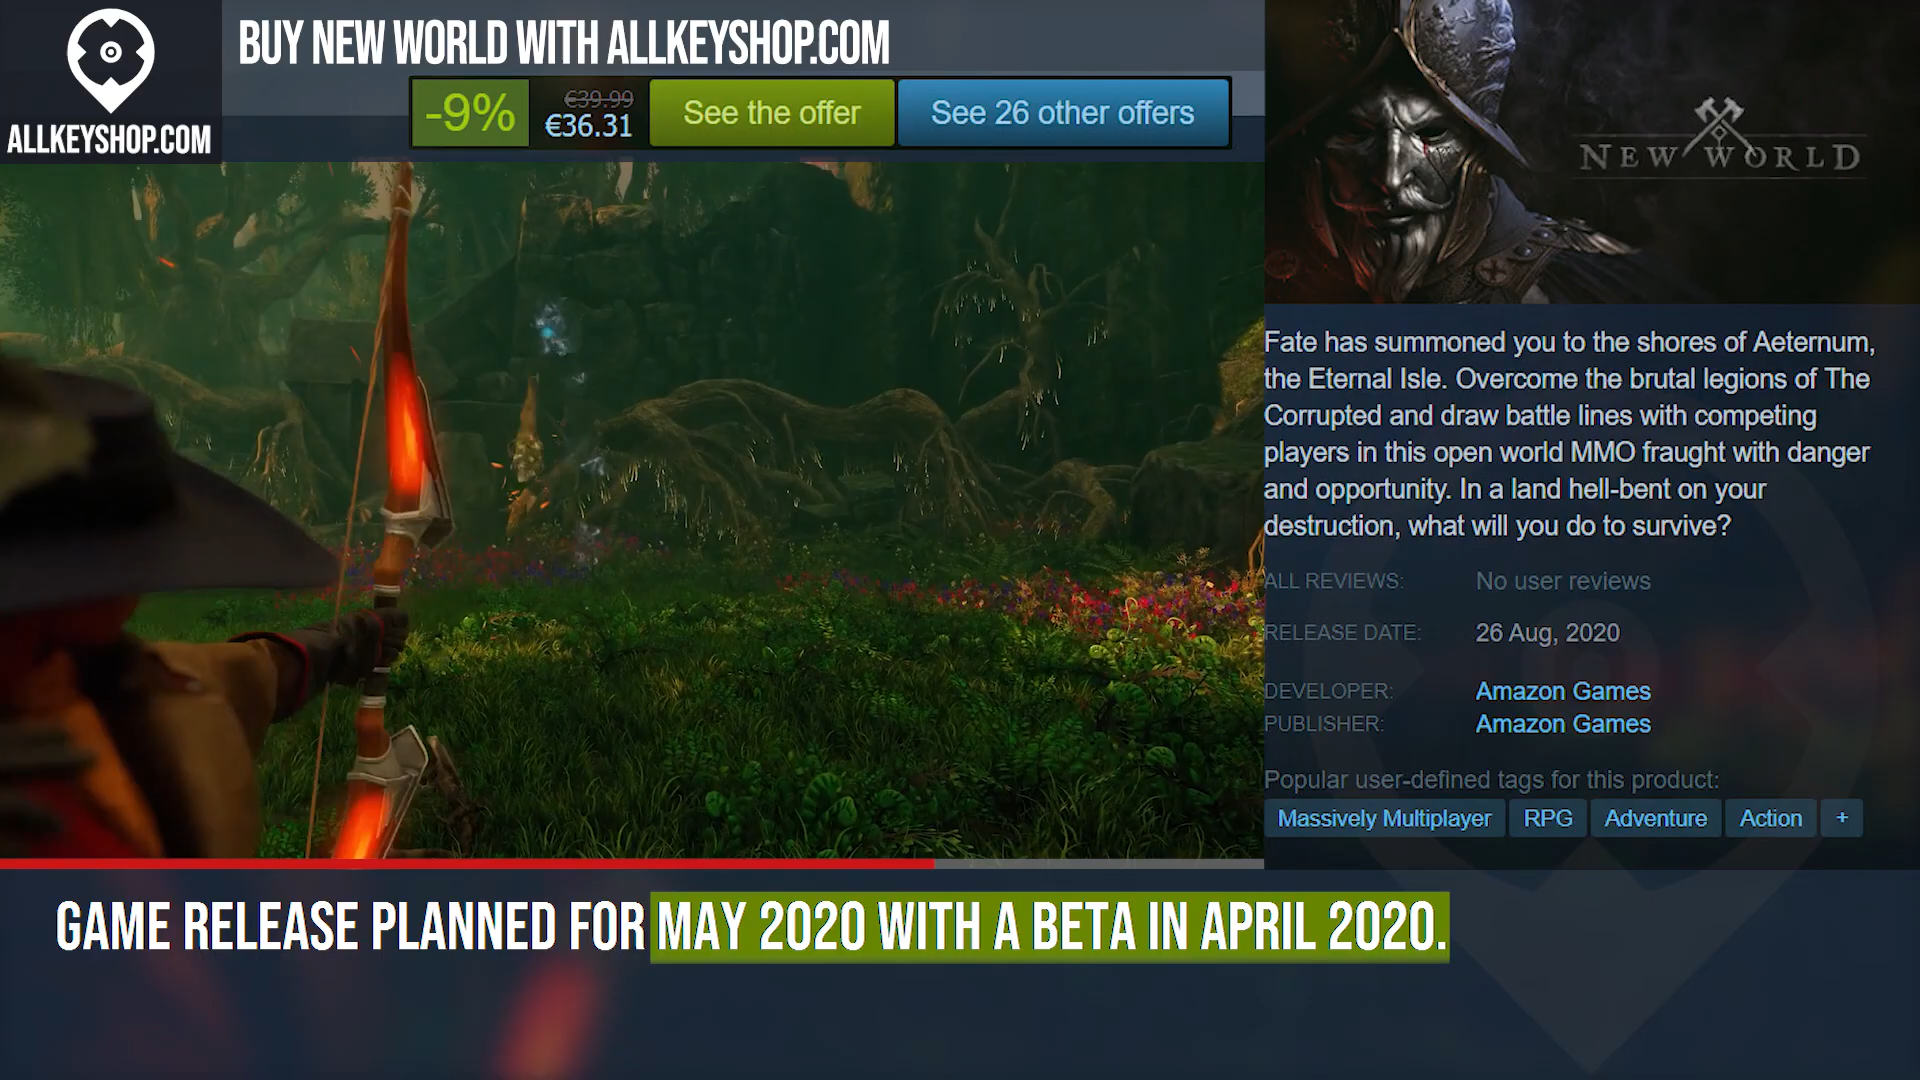 ALLKEYSHOP.COM
BUY NEW WORLD WITH ALLKEYSHOP.COM
-9%
€39.99
€36.31
See the offer
See 26 other offers
NEW WORLD
Fate has summoned you to the shores of Aeternum,
the Eternal Isle. Overcome the brutal legions of The
Corrupted and draw battle lines with competing
players in this open world MMO fraught with danger
and opportunity. In a land hell-bent on your
destruction, what will you do to survive?
ALL REVIEWS: No user reviews
RELEASE DATE: 26 Aug, 2020
DEVELOPER: Amazon Games
PUBLISHER: Amazon Games
Popular user-defined tags for this product:
Massively Multiplayer RPG Adventure Action +
GAME RELEASE PLANNED FOR MAY 2020 WITH A BETA IN APRIL 2020.